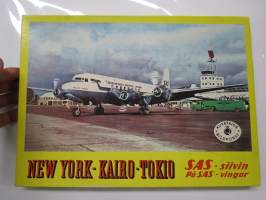 NEW YORK - KAIRO - TOKIO
SAS - siivin
På SAS - vingar